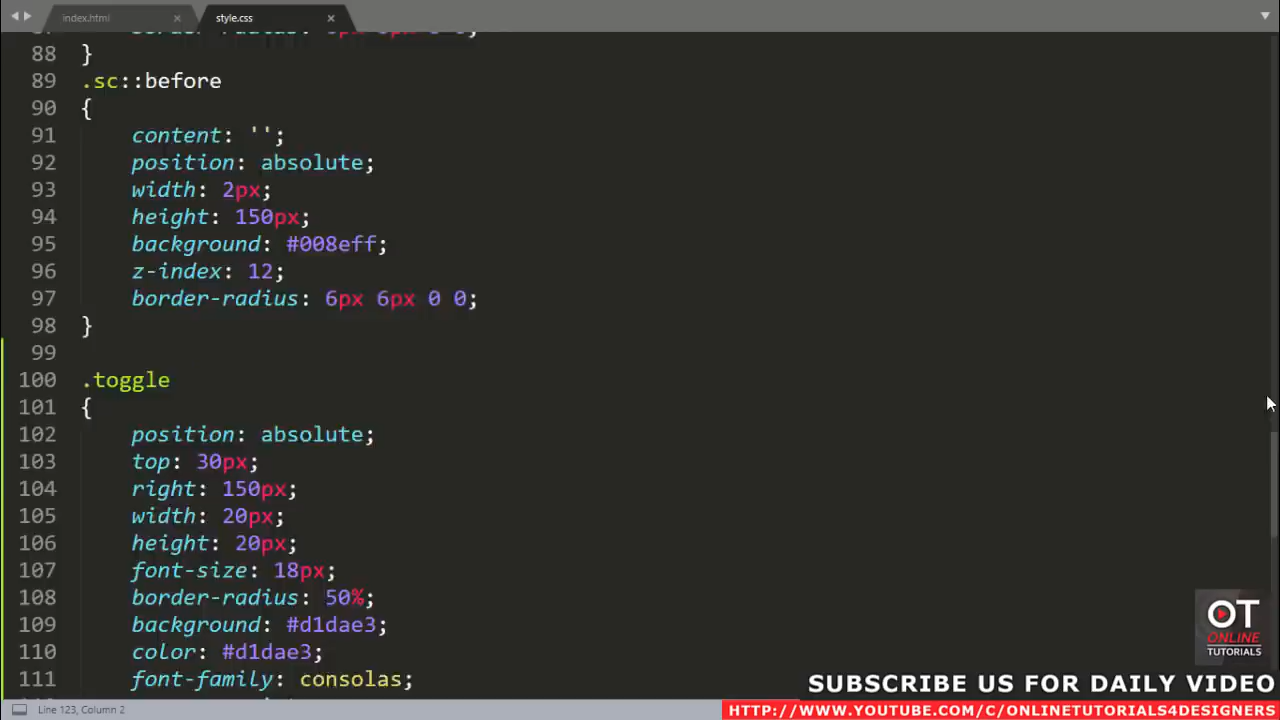 index.html × style.css ×
88 }
89 .sc::before
90 {
91 content: '';
92 position: absolute;
93 width: 2px;
94 height: 150px;
95 background: #008eff;
96 z-index: 12;
97 border-radius: 6px 6px 0 0;
98 }
99
100 .toggle
101 {
102 position: absolute;
103 top: 30px;
104 right: 150px;
105 width: 20px;
106 height: 20px;
107 font-size: 18px;
108 border-radius: 50%;
109 background: #d1dae3;
110 color: #d1dae3;
111 font-family: consolas;
OT
ONLINE
TUTORIALS
SUBSCRIBE US FOR DAILY VIDEO
HTTP://WWW.YOUTUBE.COM/C/ONLINETUTORIALS4DESIGNERS
Line 123, Column 2